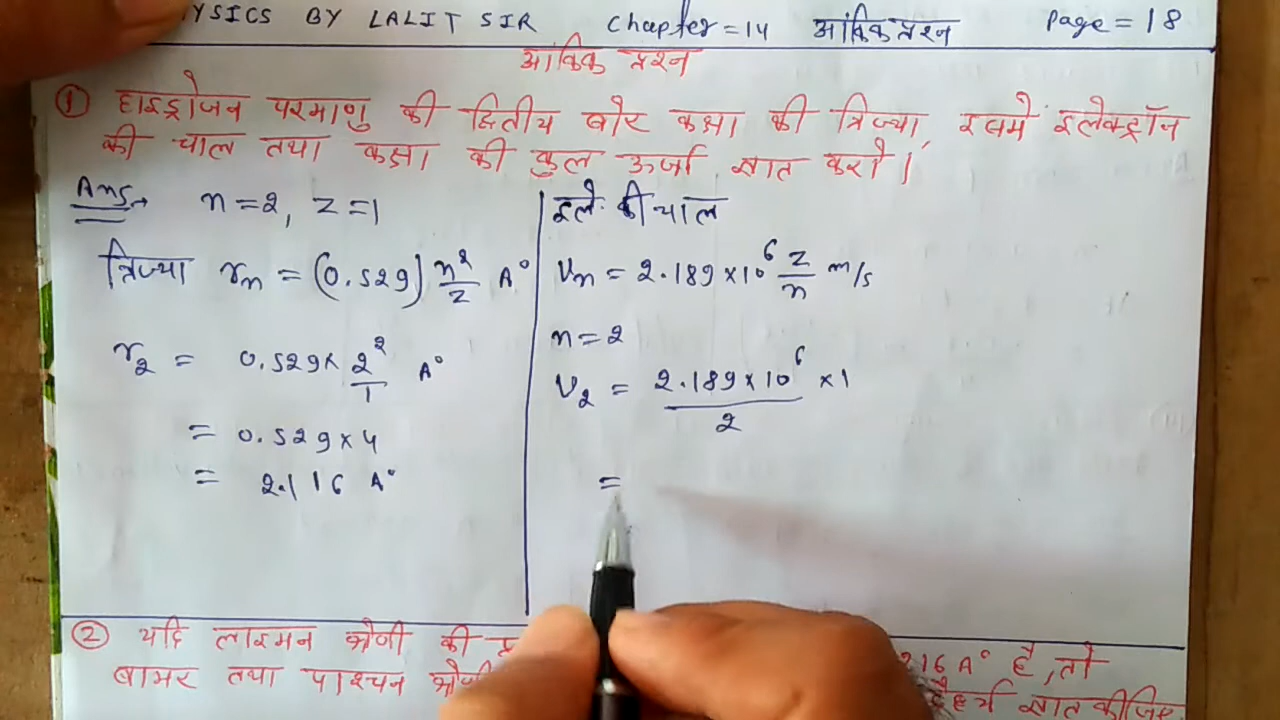 YSICS BY LALIT SIR Chapter = 14 आंकिक प्रश्न Page = 18
आंकिक प्रश्न
① हाइड्रोजन परमाणु की द्वितीय बोर कक्षा की त्रिज्या, इसमें इलेक्ट्रॉन
की चाल तथा कक्षा की कुल ऊर्जा ज्ञात करो।
Ans→ n=2, z=1
त्रिज्या rn = (0.529) n²/z A°
r2 = 0.529 × 2²/1 A°
= 0.529 × 4
= 2.116 A°
इले. की चाल
Vn = 2.189 × 10⁶ z/n m/s
n=2
V2 = 2.189 × 10⁶/2 × 1
=
② यदि लाइमन श्रेणी की 216 A° है, तो
बामर तथा पाश्चन श्रेणी ज्ञात कीजिए